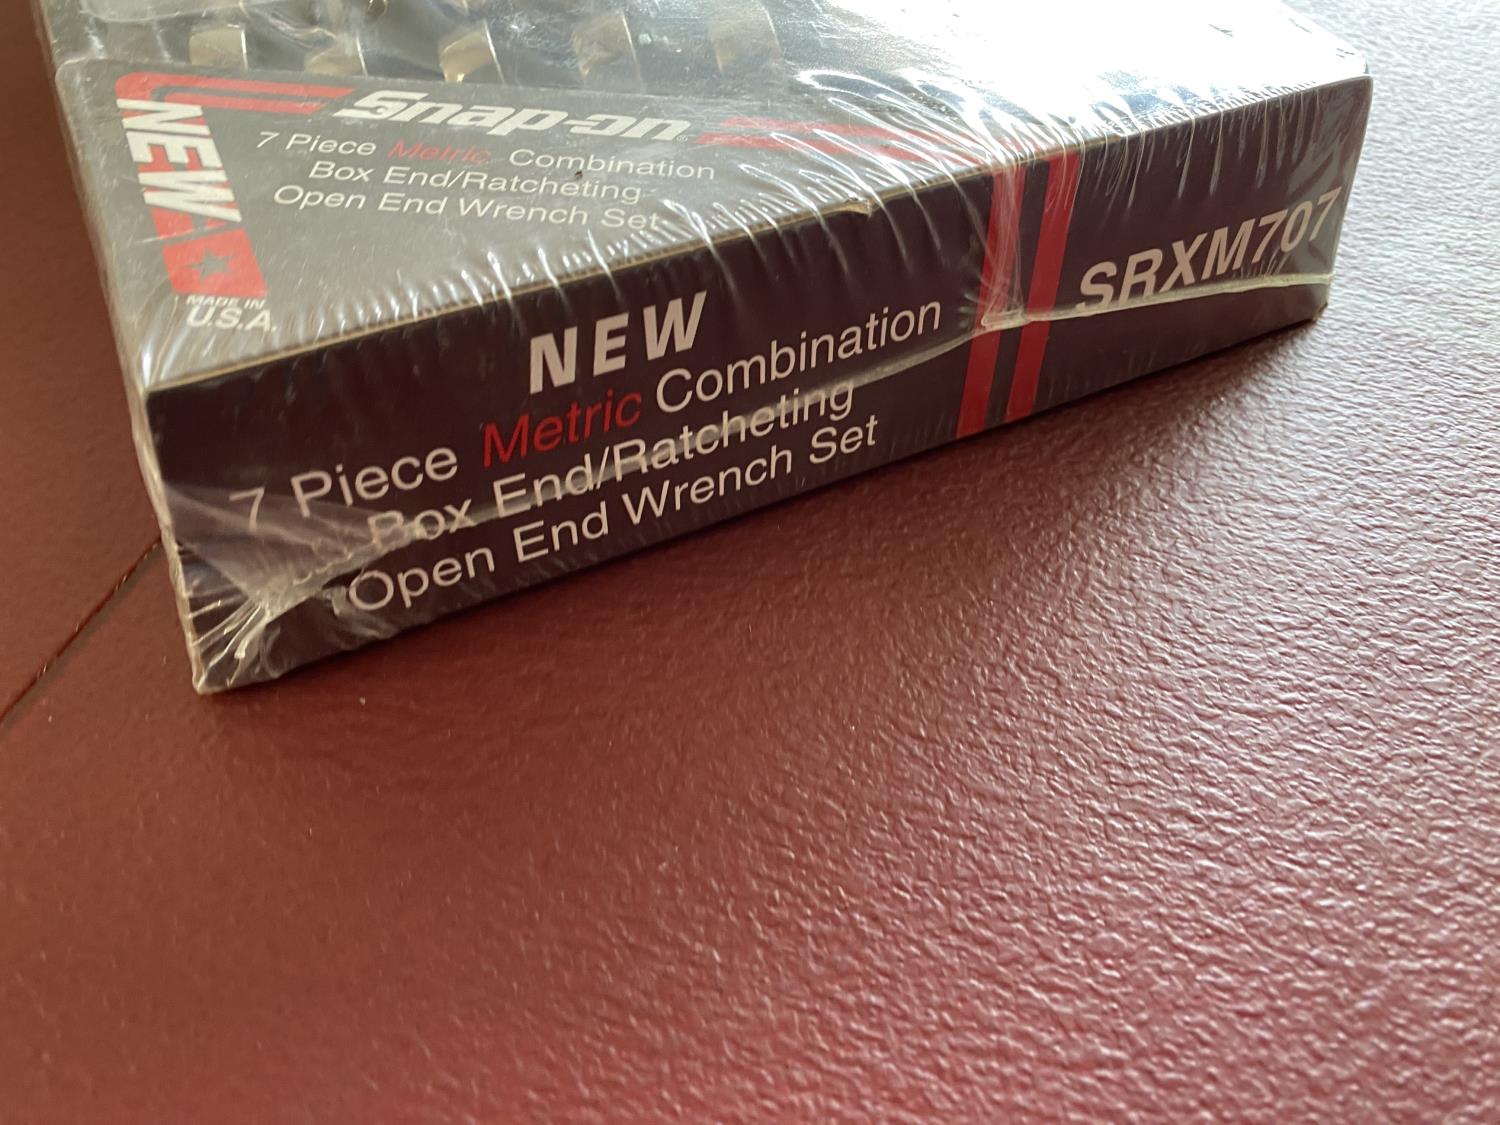 NEW
MADE IN
U.S.A.
Snap-on®
7 Piece Metric Combination
Box End/Ratcheting
Open End Wrench Set
NEW
7 Piece Metric Combination
Box End/Ratcheting
Open End Wrench Set
SRXM707